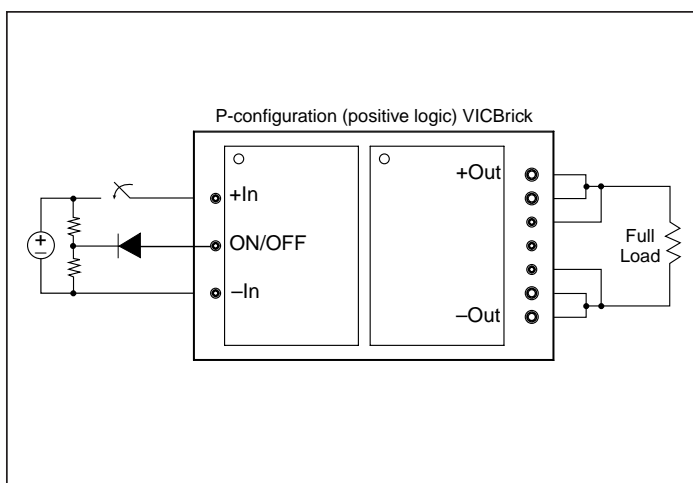 P-configuration (positive logic) VICBrick
+In
ON/OFF
–In
+Out
–Out
Full
Load